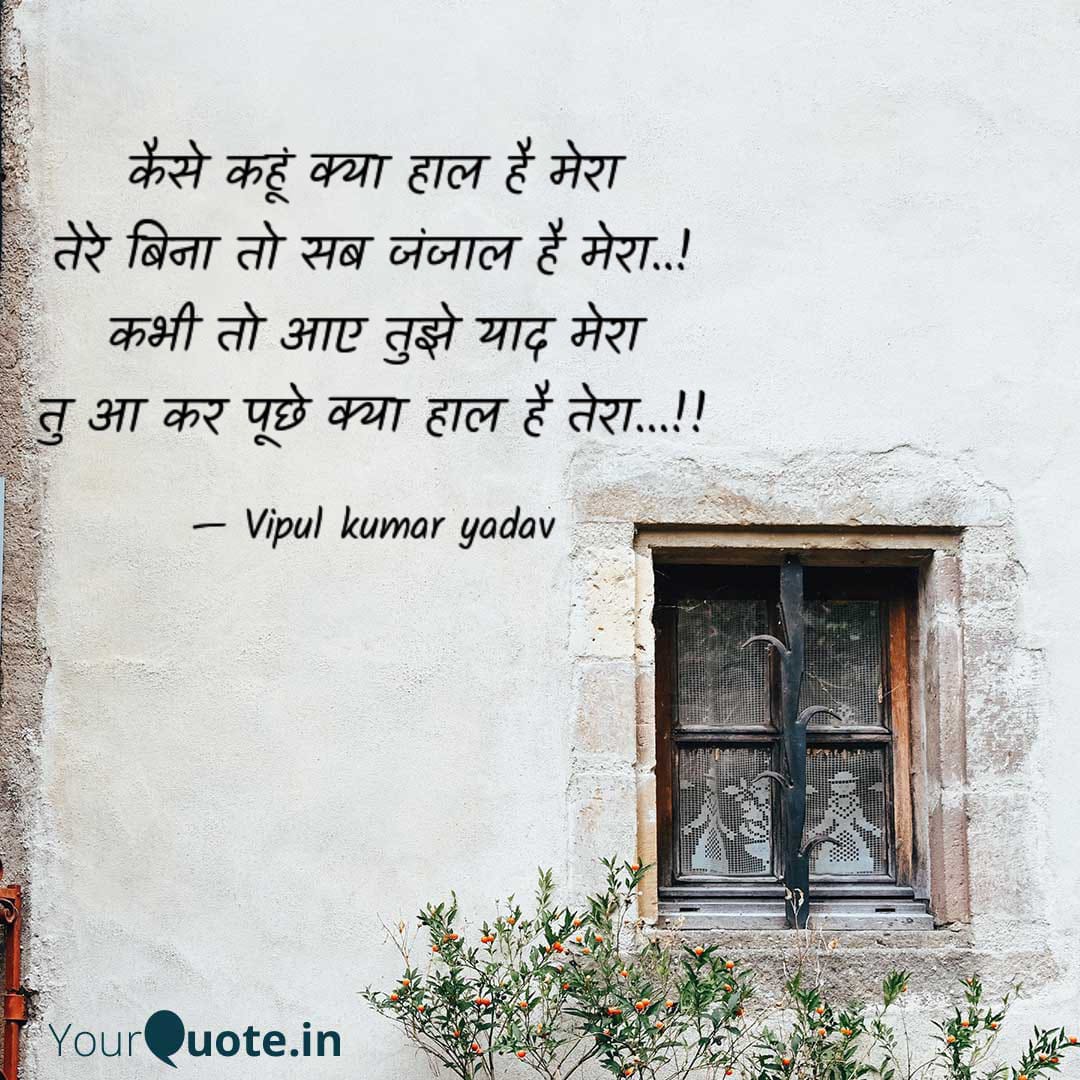 कैसे कहूं क्या हाल है मेरा
तेरे बिना तो सब जंजाल है मेरा..!
कभी तो आए तुझे याद मेरा
तु आ कर पूछे क्या हाल है तेरा...!!
— Vipul kumar yadav
YourQuote.in